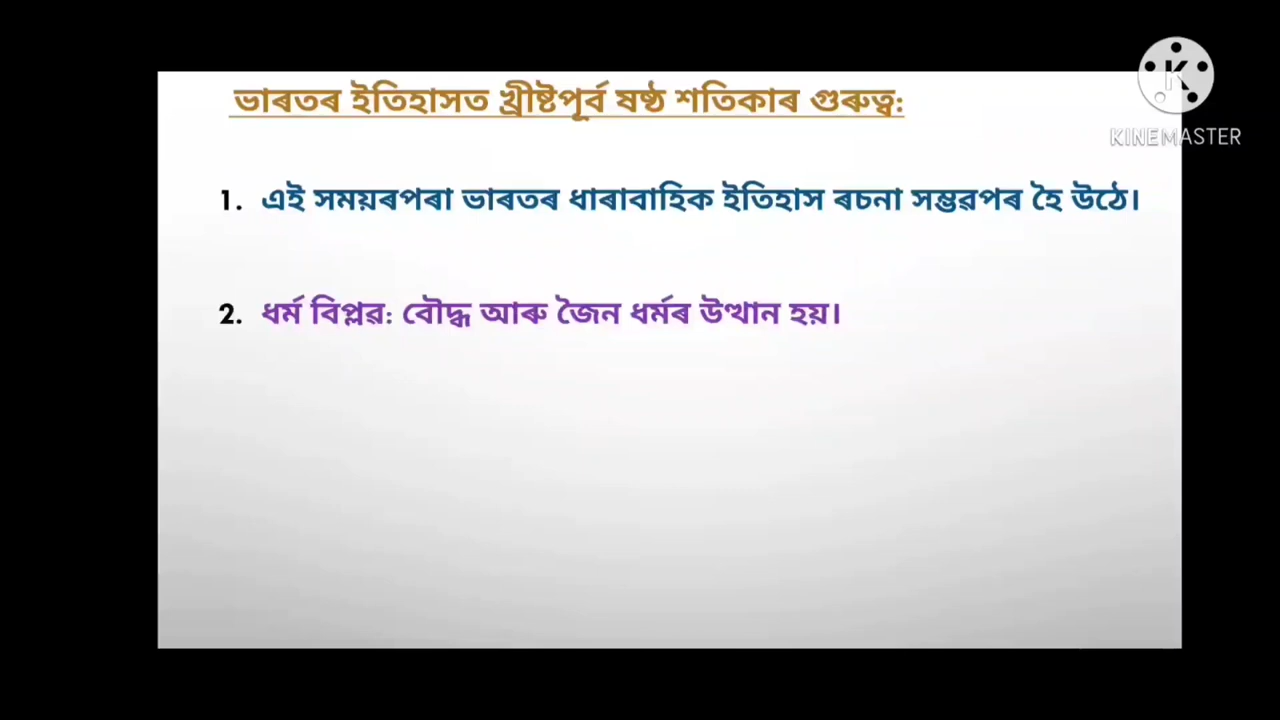 ভাৰতৰ ইতিহাসত খ্ৰীষ্টপূৰ্ব ষষ্ঠ শতিকাৰ গুৰুত্ব:
K
KINEMASTER
1. এই সময়ৰপৰা ভাৰতৰ ধাৰাবাহিক ইতিহাস ৰচনা সম্ভৱপৰ হৈ উঠে।
2. ধৰ্ম বিপ্লৱ: বৌদ্ধ আৰু জৈন ধৰ্মৰ উত্থান হয়।